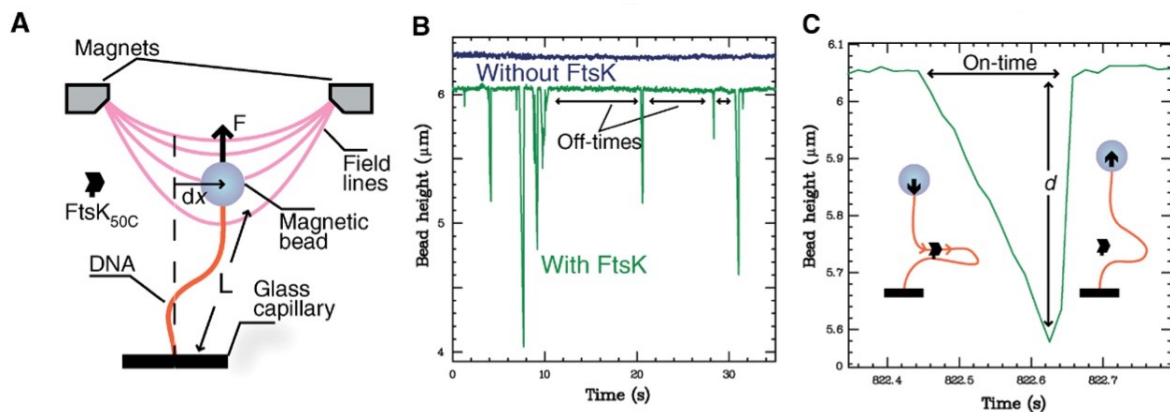 A
Magnets
F
Field
lines
dx
FtsK50C
Magnetic
bead
DNA
L
Glass
capillary
B
Bead height (μm)
6
5
4
Without FtsK
Off-times
With FtsK
0
10
20
30
Time (s)
C
Bead height (μm)
6.1
6
5.9
5.8
5.7
5.6
0
On-time
d
822.4
822.5
822.6
822.7
Time (s)